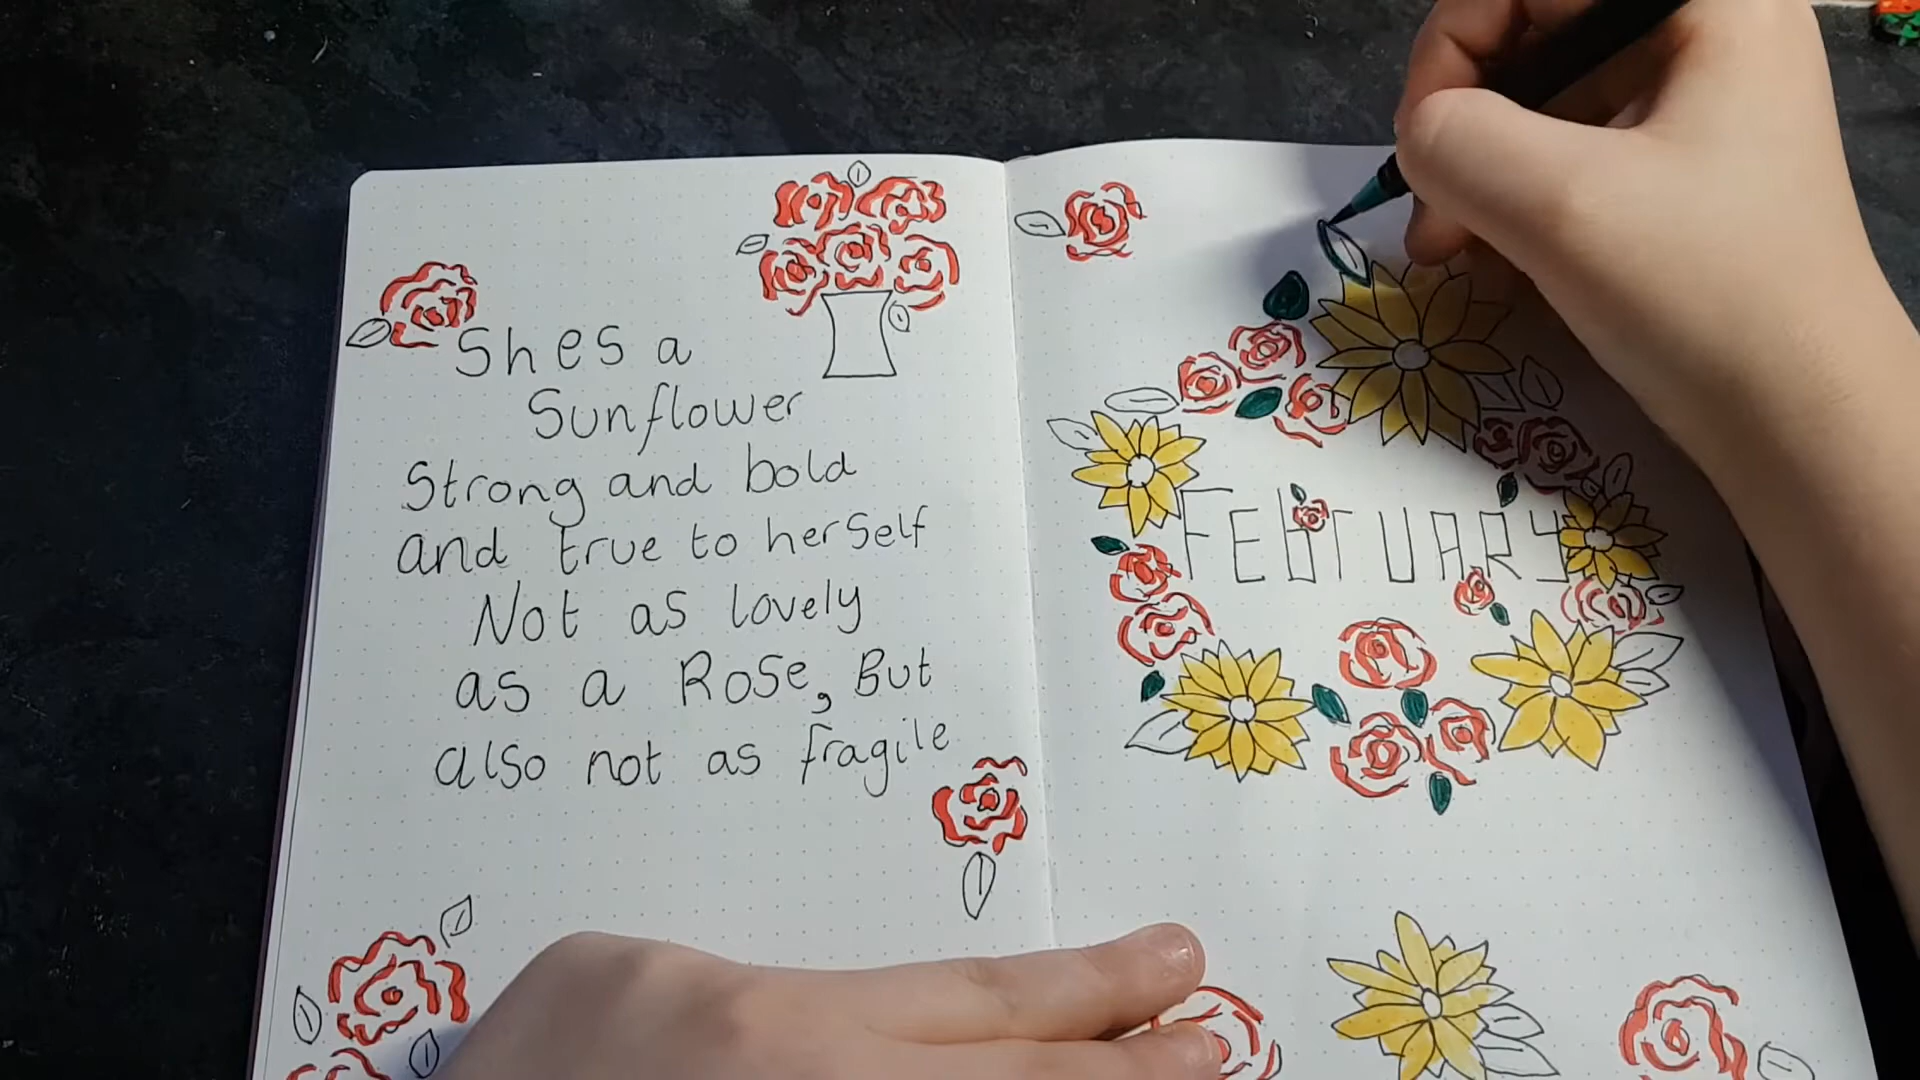 Shes a
Sunflower
Strong and bold
and true to herself
Not as lovely
as a Rose, But
also not as fragile
February